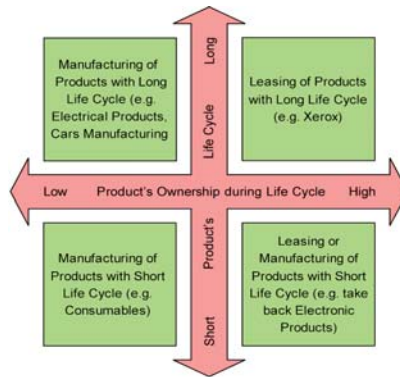 Manufacturing of
Products with Long
Life Cycle (e.g.
Electrical Products,
Cars Manufacturing
Long
Life Cycle
Leasing of Products
with Long Life Cycle
(e.g. Xerox)
Low Product's Ownership during Life Cycle High
Manufacturing of
Products with Short
Life Cycle (e.g.
Consumables)
Product's
Short
Leasing or
Manufacturing of
Products with Short
Life Cycle (e.g. take
back Electronic
Products)